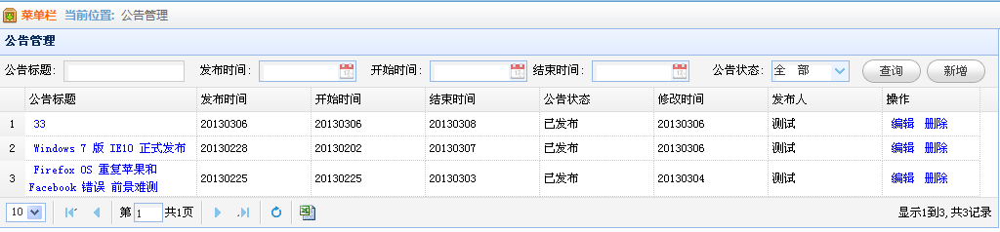 菜单栏 当前位置: 公告管理
公告管理
公告标题: 发布时间: 开始时间: 结束时间: 公告状态: 全 部 查询 新增
公告标题 发布时间 开始时间 结束时间 公告状态 修改时间 发布人 操作
1 33 20130306 20130306 20130308 已发布 20130306 测试 编辑 删除
2 Windows 7 版 IE10 正式发布 20130228 20130202 20130307 已发布 20130306 测试 编辑 删除
3 Firefox OS 重复苹果和
Facebook 错误 前景难测 20130225 20130225 20130303 已发布 20130304 测试 编辑 删除
10 第 1 共1页 显示1到3, 共3记录